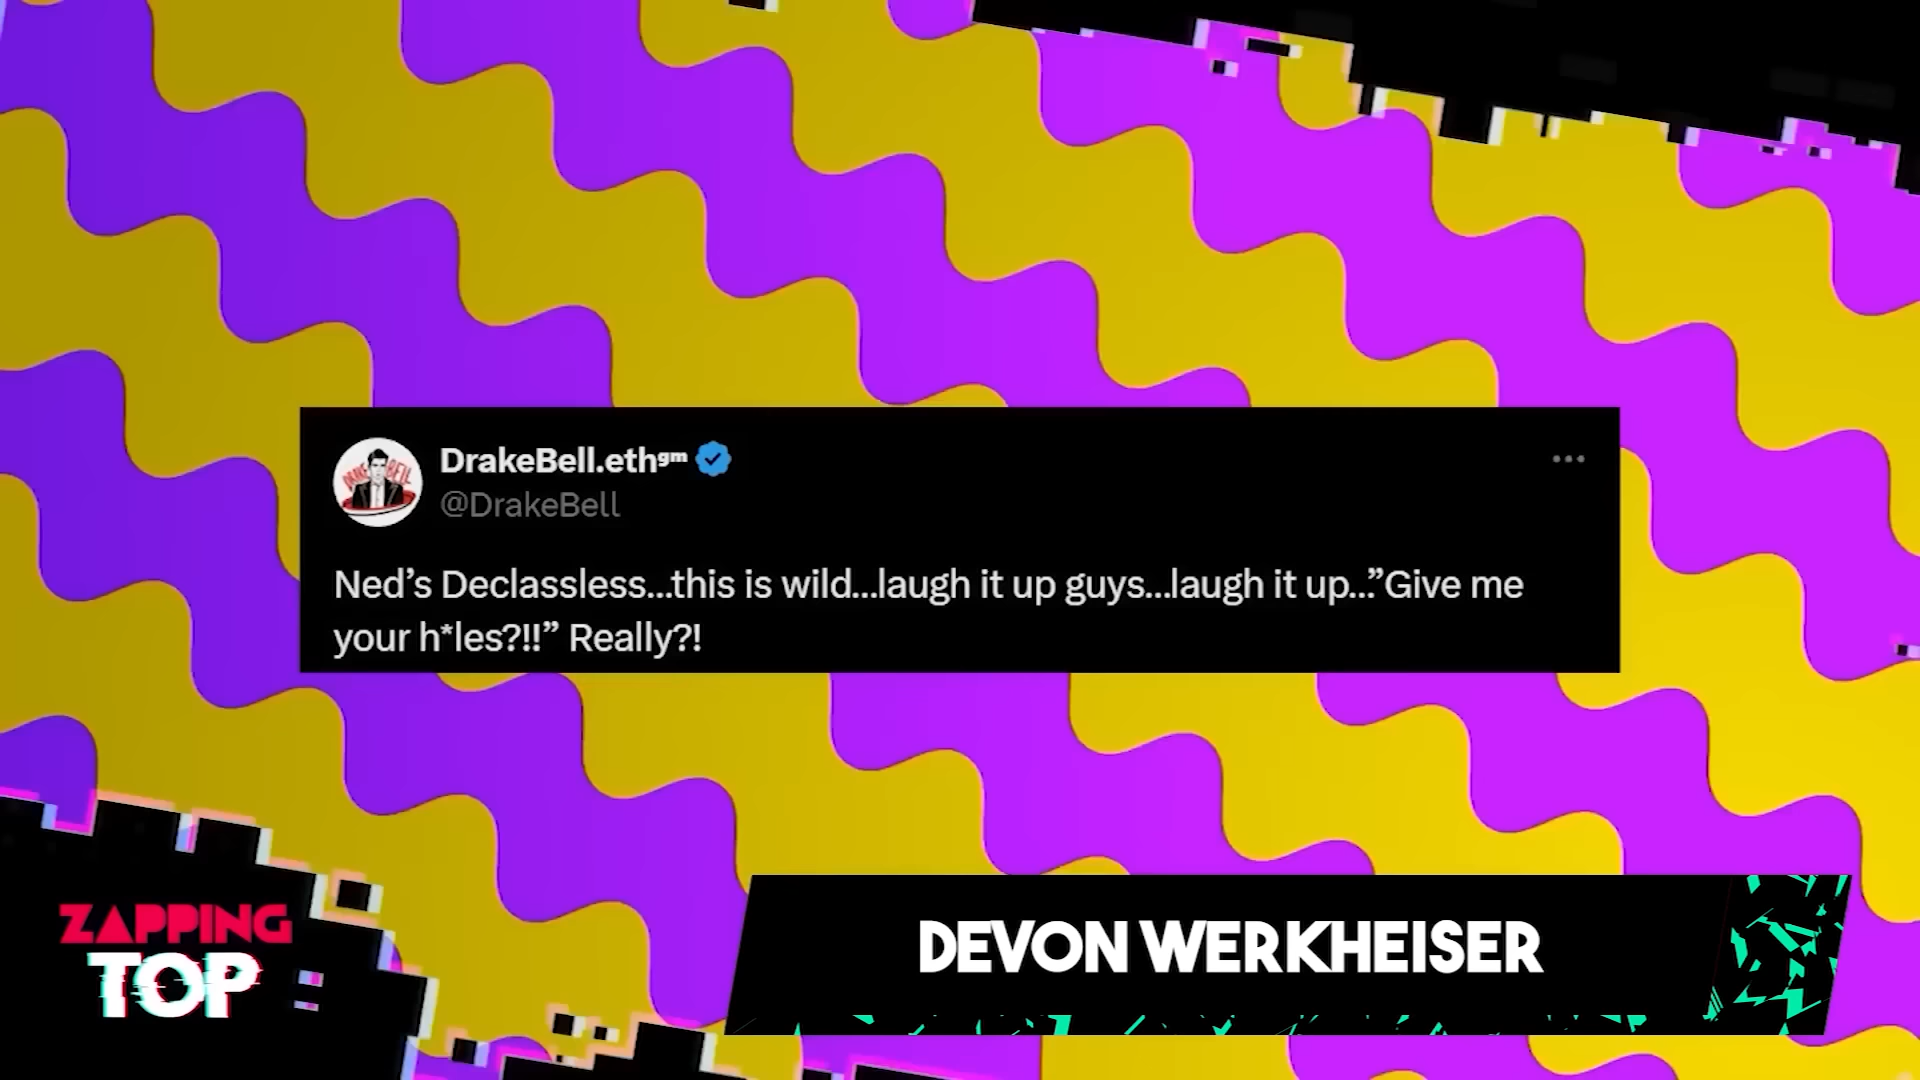 DrakeBell.ethᵍᵐ
@DrakeBell
Ned’s Declassless...this is wild...laugh it up guys...laugh it up...”Give me
your h*les?!!” Really?!
DEVON WERKHEISER
ZAPPING
TOP